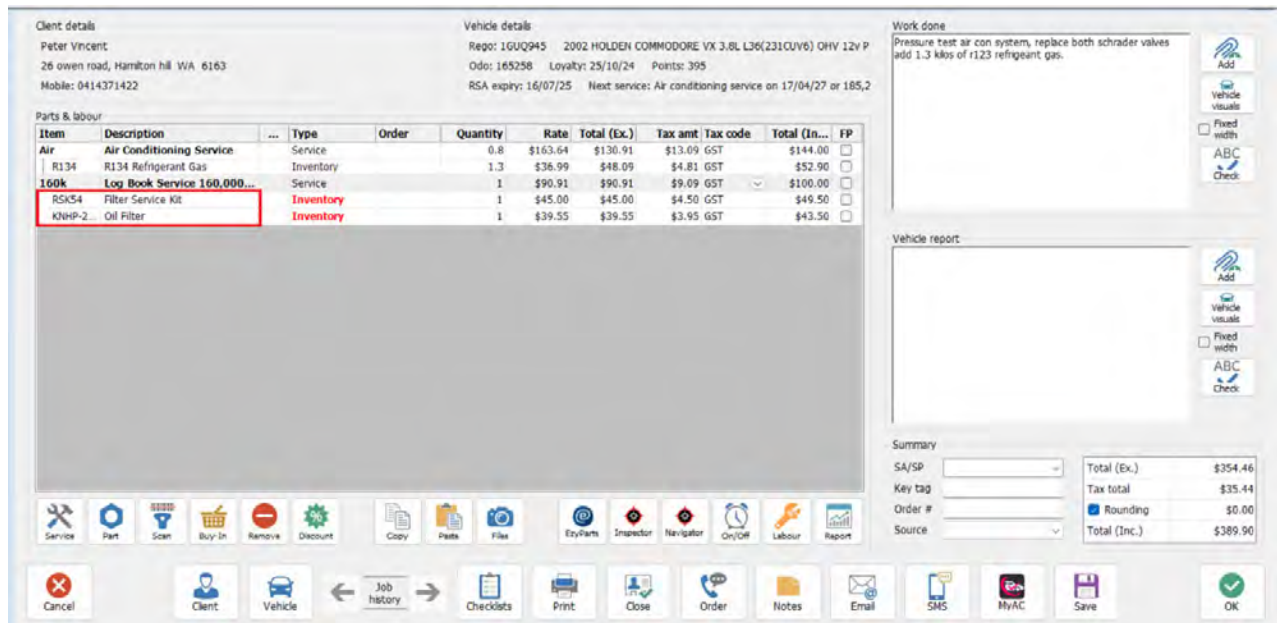 Client details
Peter Vincent
26 owen road, Hamilton hill WA 6163
Mobile: 0414371422
Vehicle details
Rego: 1GUQ945 2002 HOLDEN COMMODORE VX 3.8L L36(231CUV6) OHV 12v P
Odo: 165258 Loyalty: 25/10/24 Points: 395
RSA expiry: 16/07/25 Next service: Air conditioning service on 17/04/27 or 185,2
Parts & labour
Item Description ... Type Order Quantity Rate Total (Ex.) Tax amt Tax code Total (In... FP
Air Air Conditioning Service Service 0.8 $163.64 $130.91 $13.09 GST $144.00
R134 R134 Refrigerant Gas Inventory 1.3 $36.99 $48.09 $4.81 GST $52.90
160k Log Book Service 160,000... Service 1 $90.91 $90.91 $9.09 GST $100.00
RSK54 Filter Service Kit Inventory 1 $45.00 $45.00 $4.50 GST $49.50
KNHP-2... Oil Filter Inventory 1 $39.55 $39.55 $3.95 GST $43.50
Work done
Pressure test air con system, replace both schrader valves
add 1.3 kilos of r123 refrigeant gas.
Add
Vehicle
visuals
Fixed
width
ABC
Check
Vehicle report
Add
Vehicle
visuals
Fixed
width
ABC
Check
Summary
SA/SP
Key tag
Order #
Source
Total (Ex.) $354.46
Tax total $35.44
Rounding $0.00
Total (Inc.) $389.90
Service Part Scan Buy-In Remove Discount Copy Paste Files EzyParts Inspector Navigator On/Off Labour Report
Cancel Client Vehicle Job
history Checklists Print Close Order Notes Email SMS MyAC Save OK